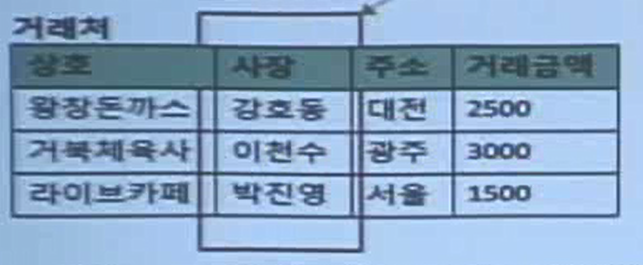 거래처
상호 사장 주소 거래금액
왕창돈까스 강호동 대전 2500
거북체육사 이천수 광주 3000
라이브카페 박진영 서울 1500